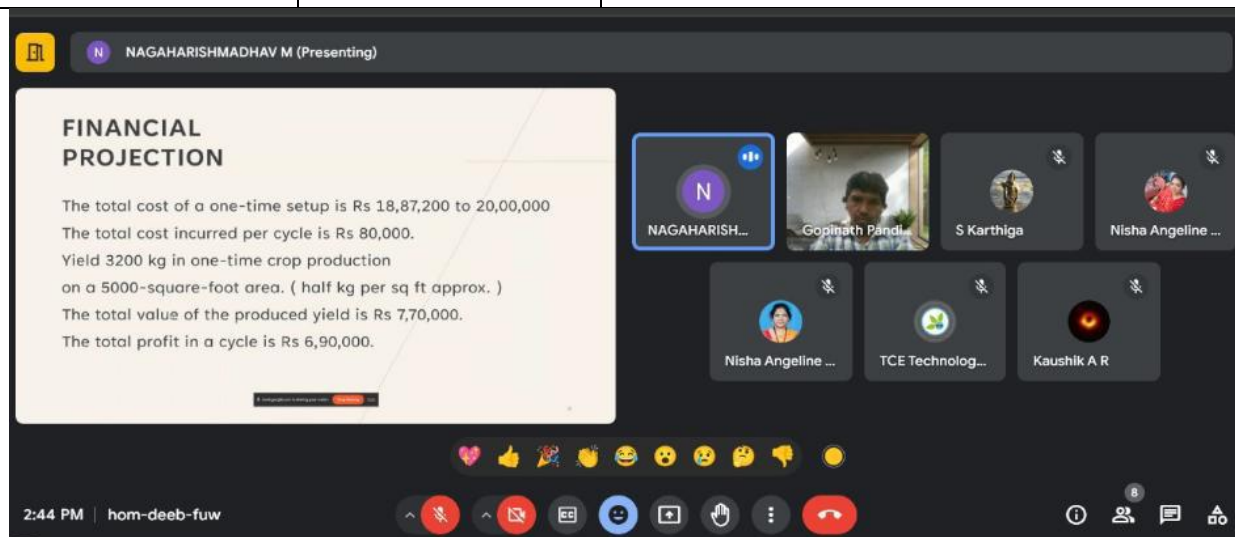 N NAGAHARISHMADHAV M (Presenting)
FINANCIAL
PROJECTION
The total cost of a one-time setup is Rs 18,87,200 to 20,00,000
The total cost incurred per cycle is Rs 80,000.
Yield 3200 kg in one-time crop production
on a 5000-square-foot area. ( half kg per sq ft approx. )
The total value of the produced yield is Rs 7,70,000.
The total profit in a cycle is Rs 6,90,000.
N
NAGAHARISH...
Gopinath Pandi...
S Karthiga
Nisha Angeline ...
Nisha Angeline ...
TCE Technolog...
Kaushik A R
2:44 PM | hom-deeb-fuw
CC
8